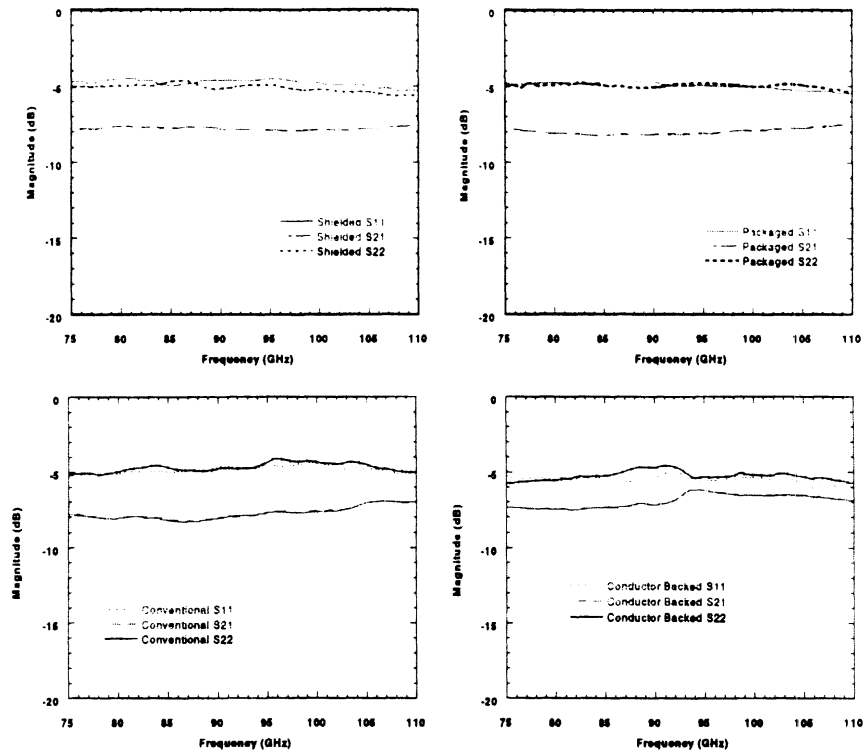 0
-5
-10
-15
-20
Magnitude (dB)
Shielded S11
Shielded S21
Shielded S22
75 80 85 90 95 100 105 110
Frequency (GHz)
0
-5
-10
-15
-20
Magnitude (dB)
Packaged S11
Packaged S21
Packaged S22
75 80 85 90 95 100 105 110
Frequency (GHz)
0
-5
-10
-15
-20
Magnitude (dB)
Conventional S11
Conventional S21
Conventional S22
75 80 85 90 95 100 105 110
Frequency (GHz)
0
-5
-10
-15
-20
Magnitude (dB)
Conductor Backed S11
Conductor Backed S21
Conductor Backed S22
75 80 85 90 95 100 105 110
Frequency (GHz)